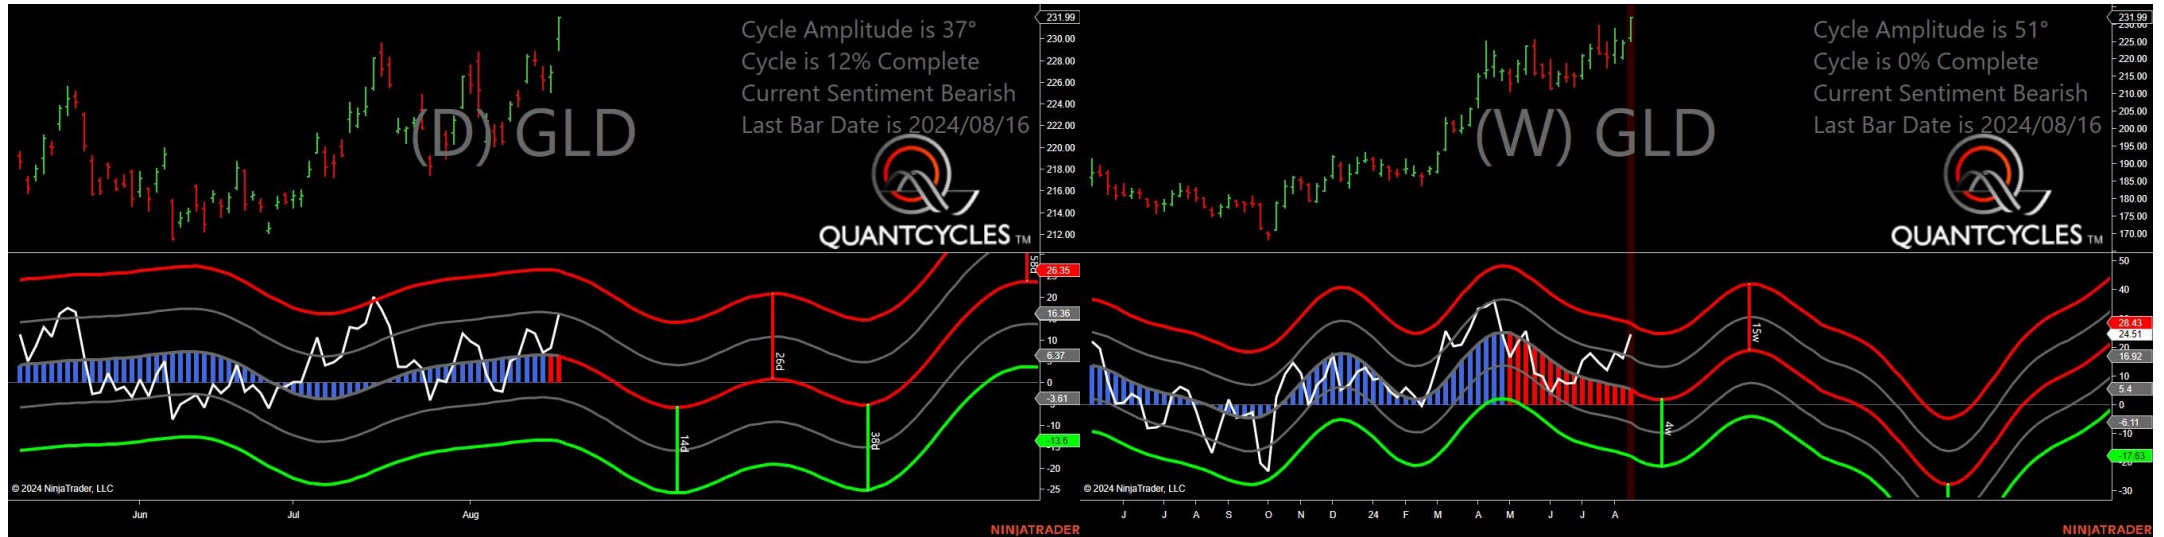 Cycle Amplitude is 37°
Cycle is 12% Complete
Current Sentiment Bearish
Last Bar Date is 2024/08/16
(D) GLD
QUANTCYCLES TM
231.99
230.00
228.00
226.00
224.00
222.00
220.00
218.00
216.00
214.00
212.00
58d
26.35
20
16.36
10
6.37
0
-3.61
-10
-13.6
-20
-25
14d
26d
38d
© 2024 NinjaTrader, LLC
Jun Jul Aug
NINJATRADER
Cycle Amplitude is 51°
Cycle is 0% Complete
Current Sentiment Bearish
Last Bar Date is 2024/08/16
(W) GLD
QUANTCYCLES TM
231.99
230.00
225.00
220.00
215.00
210.00
205.00
200.00
195.00
190.00
185.00
180.00
175.00
170.00
50
40
28.43
24.51
20
16.92
10
5.4
0
-6.11
-10
-17.63
-20
-30
4w
15w
© 2024 NinjaTrader, LLC
J J A S O N D 24 F M A M J J A
NINJATRADER